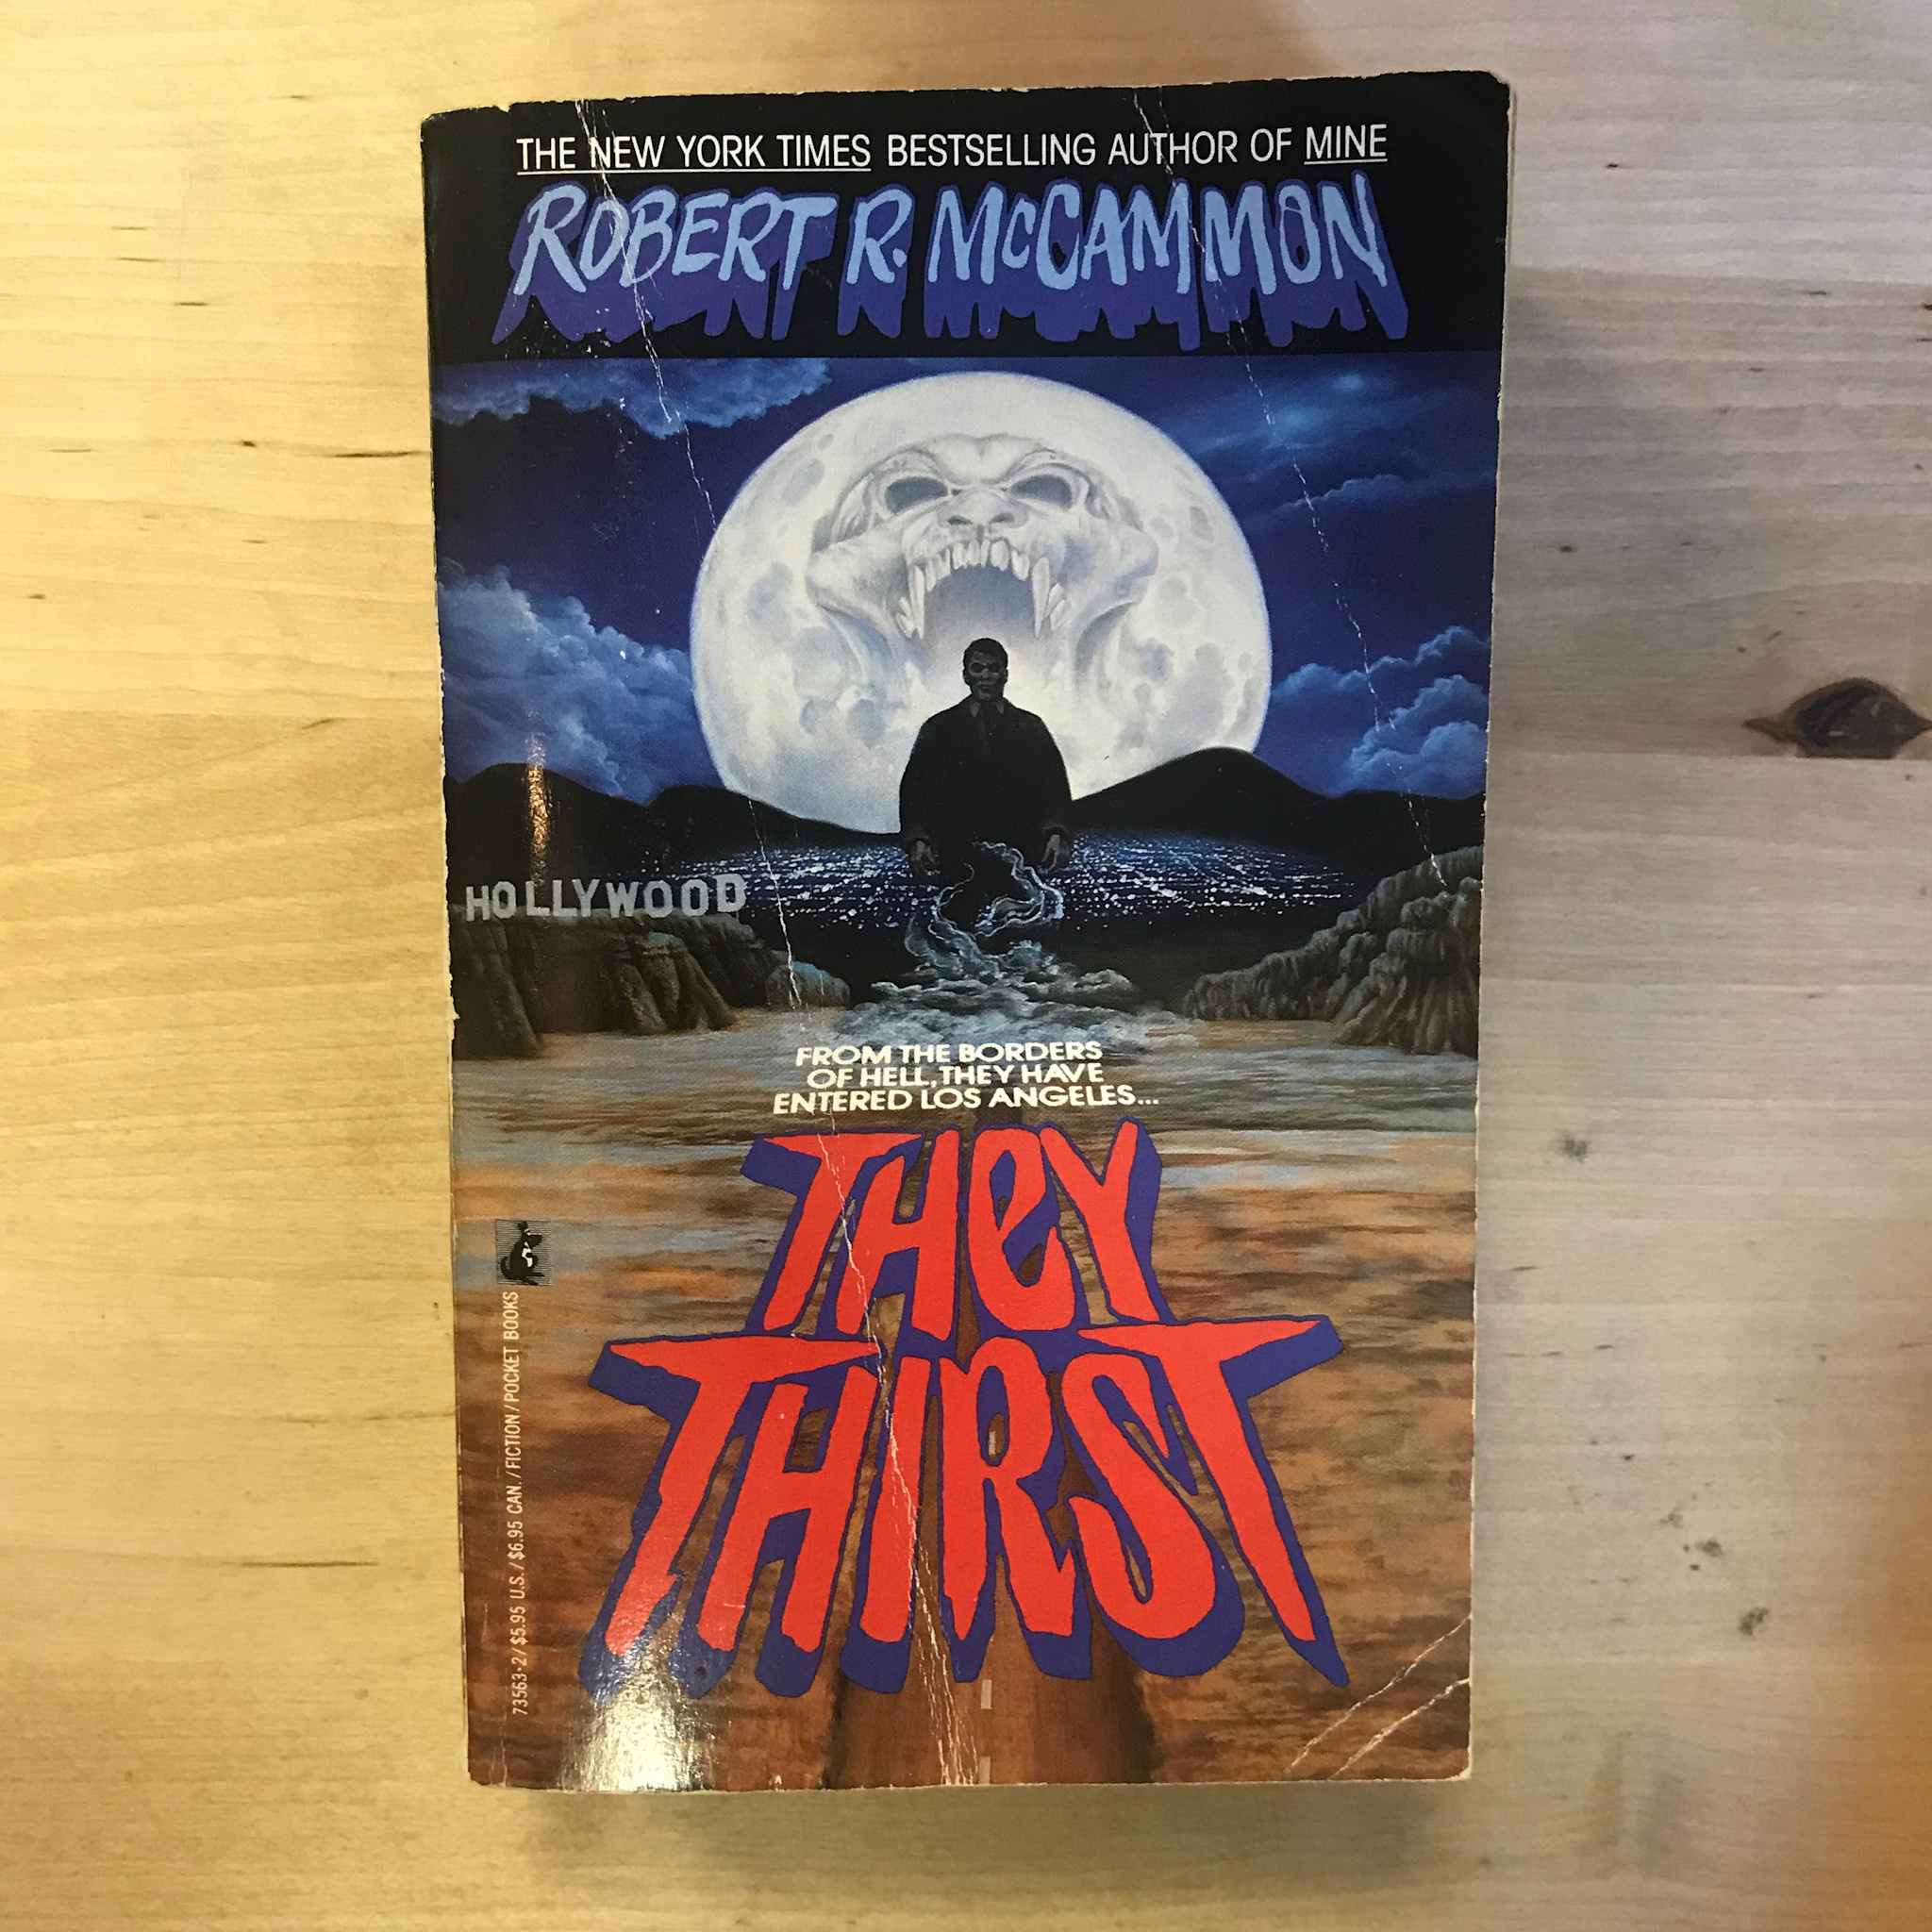 THE NEW YORK TIMES BESTSELLING AUTHOR OF MINE
ROBERT R. McCAMMON
HOLLYWOOD
FROM THE BORDERS
OF HELL, THEY HAVE
ENTERED LOS ANGELES...
THEY
THIRST
73563-2/$5.95 U.S./$6.95 CAN./FICTION/POCKET BOOKS